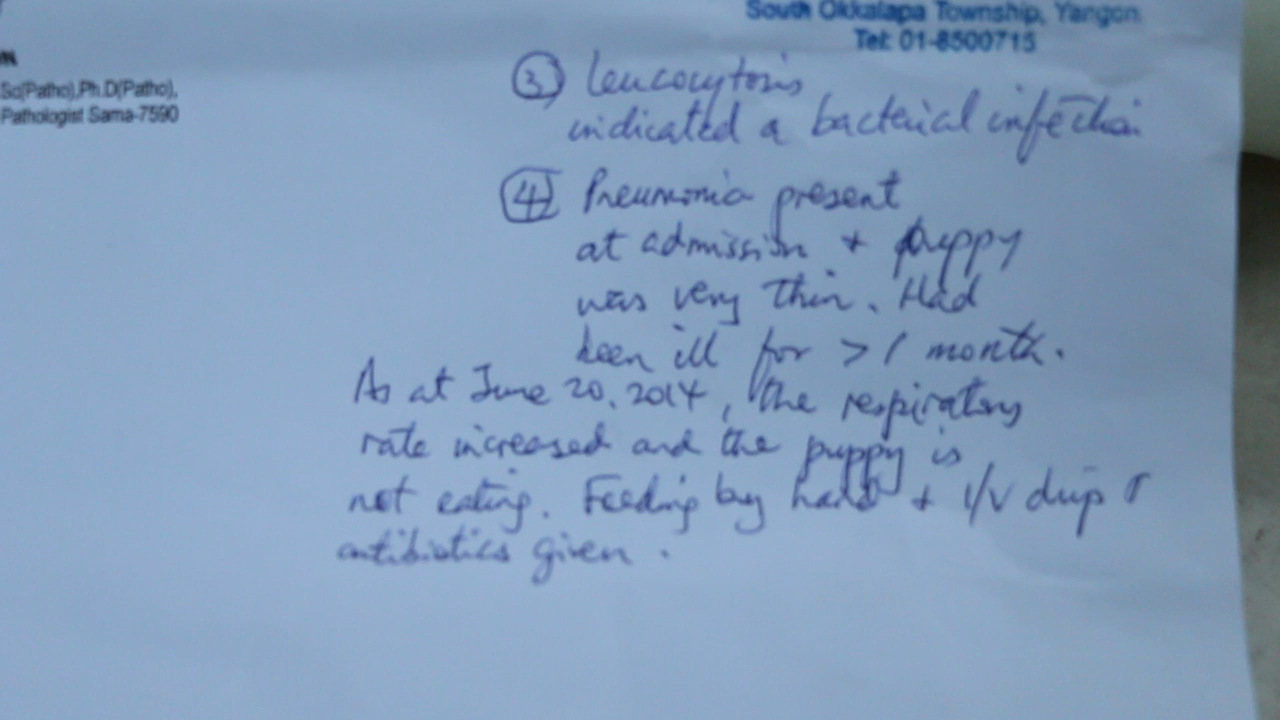 South Okkalapa Township, Yangon
Tel: 01-8500715
Sc(Patho),Ph.D(Patho),
Pathologist Sama-7590
③ Leucocytosis
indicated a bacterial infection
④ Pneumonia present
at admission + puppy
was very thin. Had
been ill for > 1 month.
As at June 20, 2014, the respiratory
rate increased and the puppy is
not eating. Feeding by hand + I/V drip
antibiotics given.